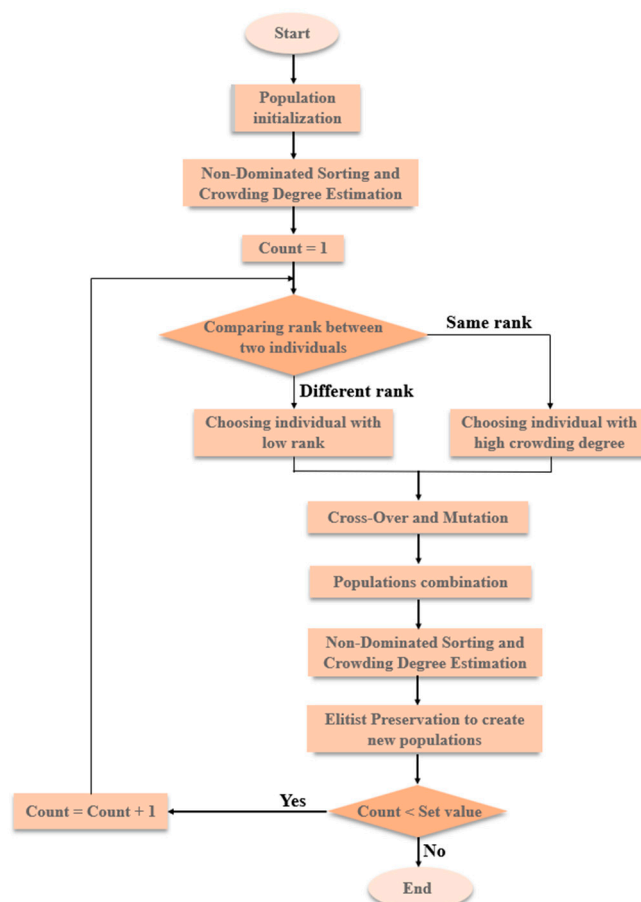 Start
Population
initialization
Non-Dominated Sorting and
Crowding Degree Estimation
Count = 1
Comparing rank between
two individuals
Same rank
Different rank
Choosing individual with
low rank
Choosing individual with
high crowding degree
Cross-Over and Mutation
Populations combination
Non-Dominated Sorting and
Crowding Degree Estimation
Elitist Preservation to create
new populations
Count < Set value
Yes
Count = Count + 1
No
End